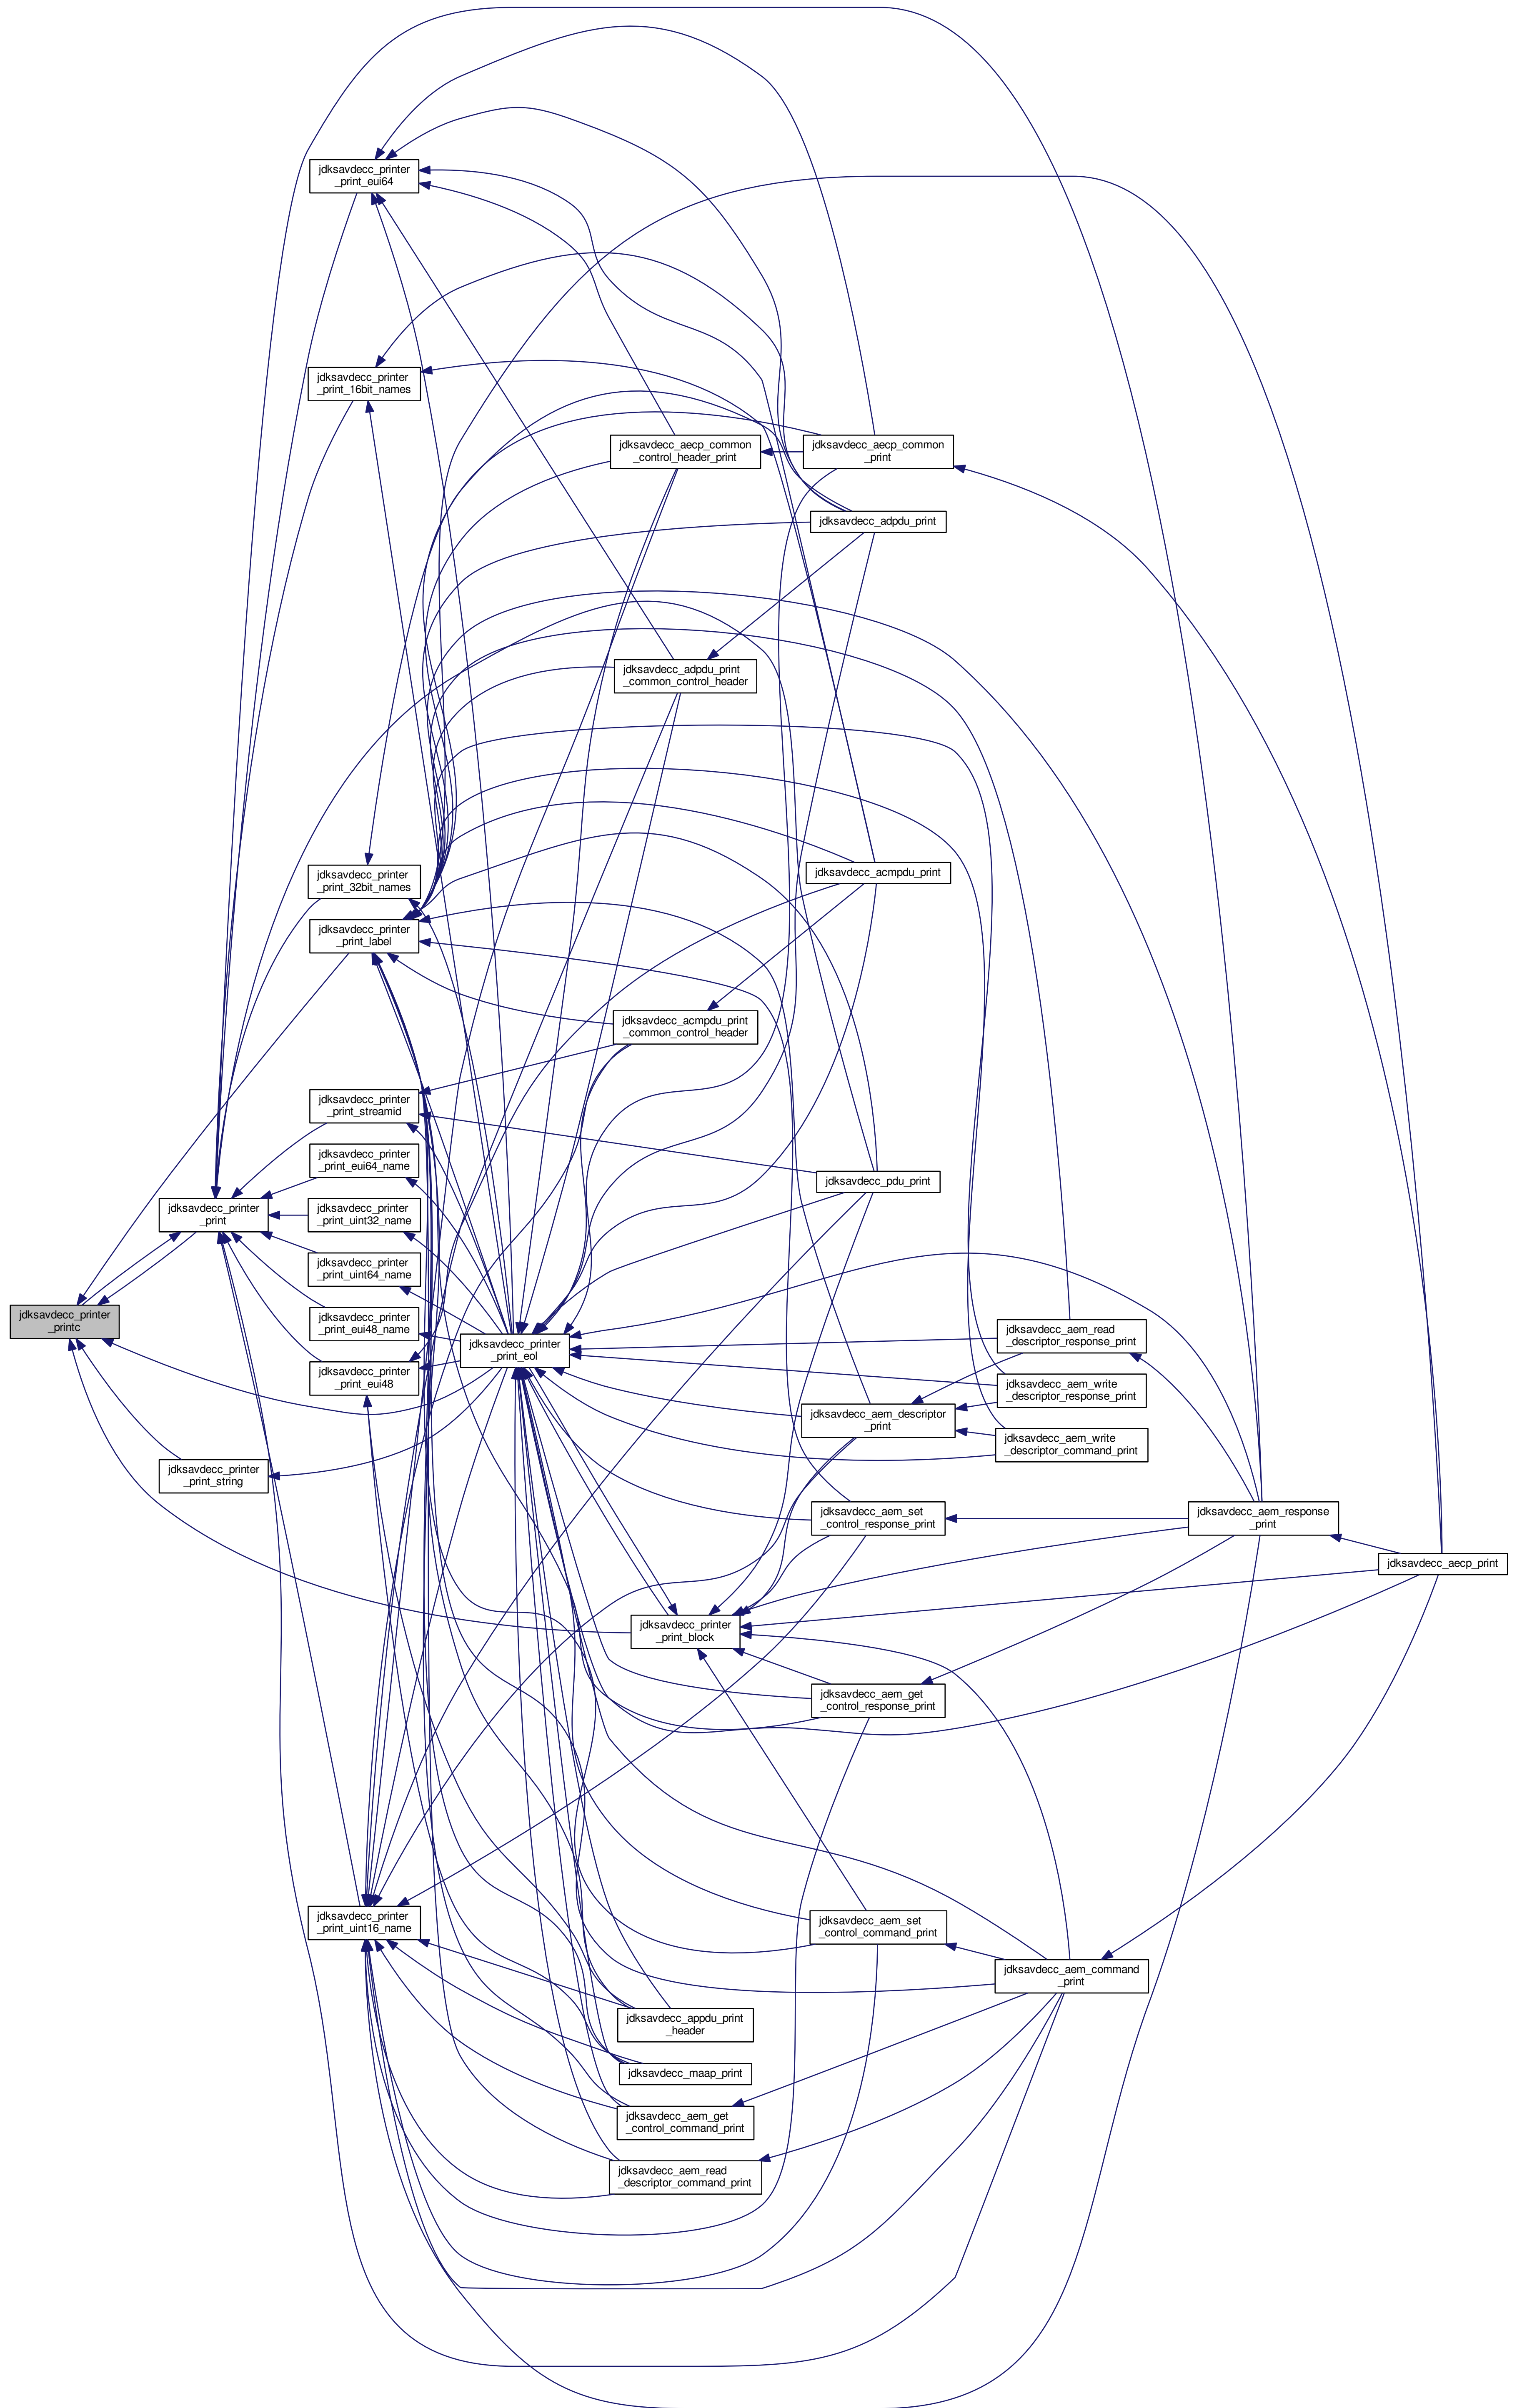 jdksavdecc_printer
_print_eui64
jdksavdecc_printer
_print_16bit_names
jdksavdecc_aecp_common
_control_header_print
jdksavdecc_aecp_common
_print
jdksavdecc_adpdu_print
jdksavdecc_adpdu_print
_common_control_header
jdksavdecc_printer
_print_32bit_names
jdksavdecc_acmpdu_print
jdksavdecc_printer
_print_label
jdksavdecc_acmpdu_print
_common_control_header
jdksavdecc_printer
_print_streamid
jdksavdecc_printer
_print_eui64_name
jdksavdecc_pdu_print
jdksavdecc_printer
_print
jdksavdecc_printer
_print_uint32_name
jdksavdecc_printer
_print_uint64_name
jdksavdecc_printer
_printc
jdksavdecc_printer
_print_eui48_name
jdksavdecc_aem_read
_descriptor_response_print
jdksavdecc_printer
_print_eol
jdksavdecc_printer
_print_eui48
jdksavdecc_aem_write
_descriptor_response_print
jdksavdecc_aem_descriptor
_print
jdksavdecc_aem_write
_descriptor_command_print
jdksavdecc_printer
_print_string
jdksavdecc_aem_set
_control_response_print
jdksavdecc_aem_response
_print
jdksavdecc_aecp_print
jdksavdecc_printer
_print_block
jdksavdecc_aem_get
_control_response_print
jdksavdecc_printer
_print_uint16_name
jdksavdecc_aem_set
_control_command_print
jdksavdecc_aem_command
_print
jdksavdecc_appdu_print
_header
jdksavdecc_maap_print
jdksavdecc_aem_get
_control_command_print
jdksavdecc_aem_read
_descriptor_command_print